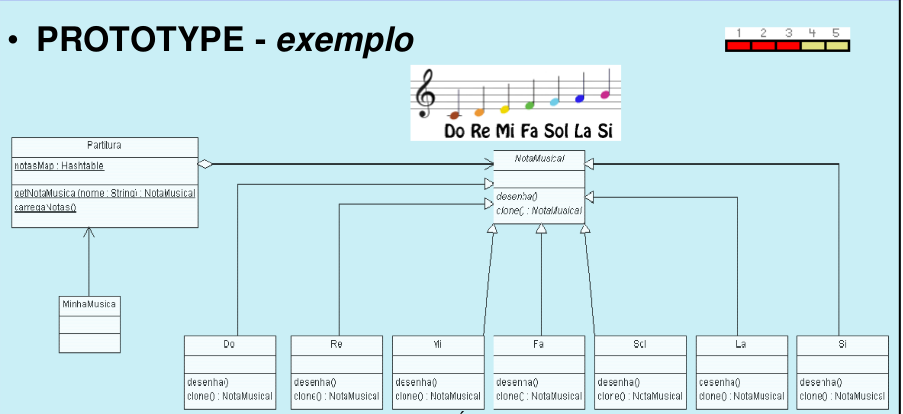 • PROTOTYPE - exemplo
1 2 3 4 5
Do Re Mi Fa Sol La Si
Partitura
notasMap : Hashtable
getNotaMusica(nome : String) : NotaMusical
carregaNotas()
NotaMusical
desenha()
clone() : NotaMusical
MinhaMusica
Do
desenha()
clone() : NotaMusical
Re
desenha()
clone() : NotaMusical
Mi
desenha()
clone() : NotaMusical
Fa
desenha()
clone() : NotaMusical
Sol
desenha()
clone() : NotaMusical
La
desenha()
clone() : NotaMusical
Si
desenha()
clone() : NotaMusical